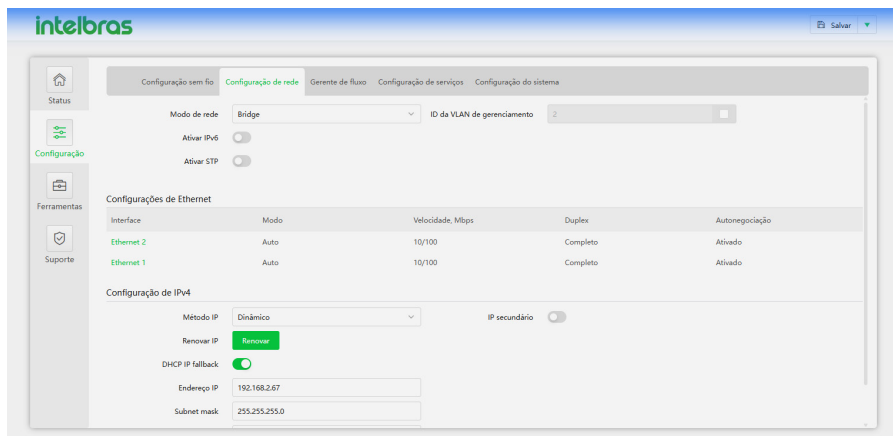 intelbras
Salvar
Configuração sem fio Configuração de rede Gerente de fluxo Configuração de serviços Configuração do sistema
Status
Configuração
Ferramentas
Suporte
Modo de rede Bridge ID da VLAN de gerenciamento 2
Ativar IPv6
Ativar STP
Configurações de Ethernet
Interface Modo Velocidade, Mbps Duplex Autonegociação
Ethernet 2 Auto 10/100 Completo Ativado
Ethernet 1 Auto 10/100 Completo Ativado
Configuração de IPv4
Método IP Dinâmico IP secundário
Renovar IP Renovar
DHCP IP fallback
Endereço IP 192.168.2.67
Subnet mask 255.255.255.0